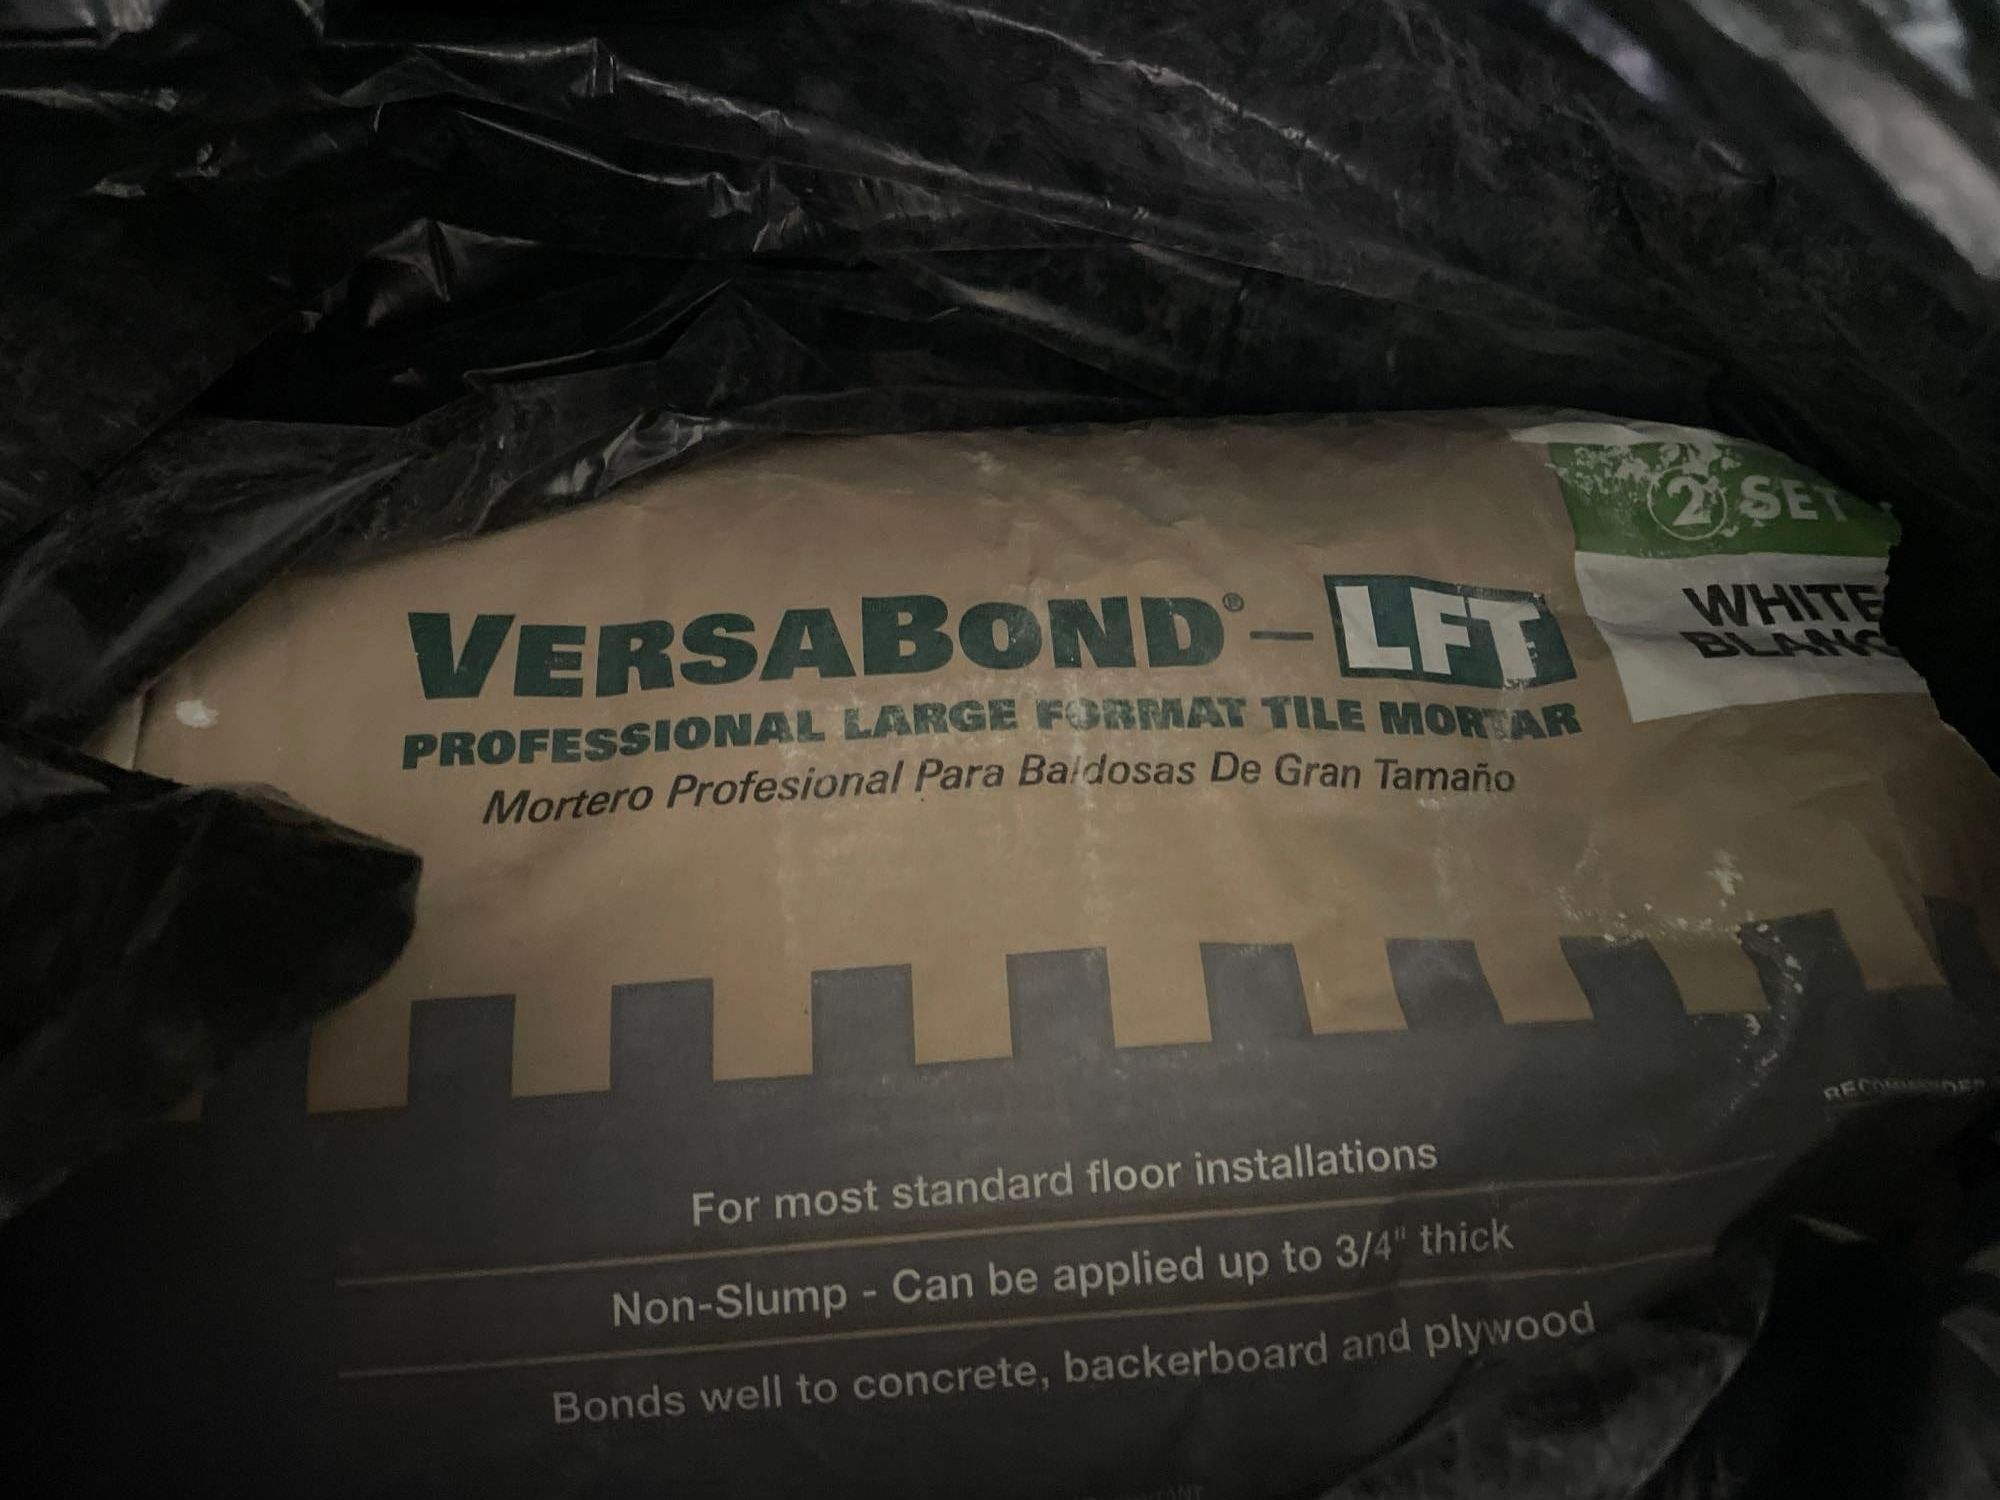 2 SET
WHITE
BLANC
VERSABOND® – LFT
PROFESSIONAL LARGE FORMAT TILE MORTAR
Mortero Profesional Para Baldosas De Gran Tamaño
For most standard floor installations
Non-Slump - Can be applied up to 3/4" thick
Bonds well to concrete, backerboard and plywood